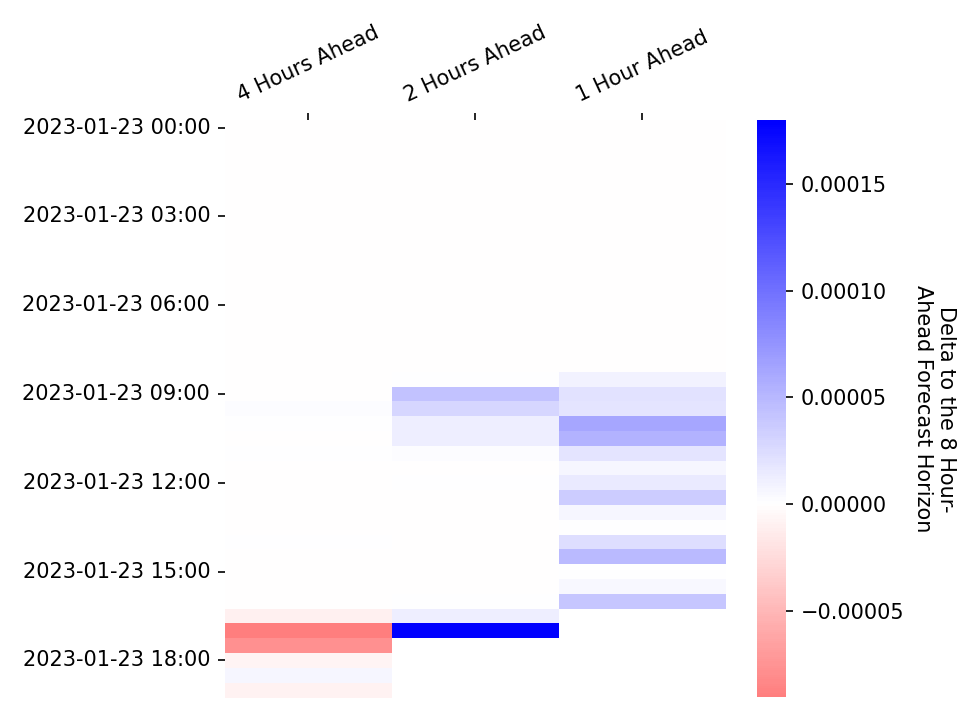 4 Hours Ahead
2 Hours Ahead
1 Hour Ahead
2023-01-23 00:00
2023-01-23 03:00
2023-01-23 06:00
2023-01-23 09:00
2023-01-23 12:00
2023-01-23 15:00
2023-01-23 18:00
0.00015
0.00010
0.00005
0.00000
−0.00005
Delta to the 8 Hour-
Ahead Forecast Horizon